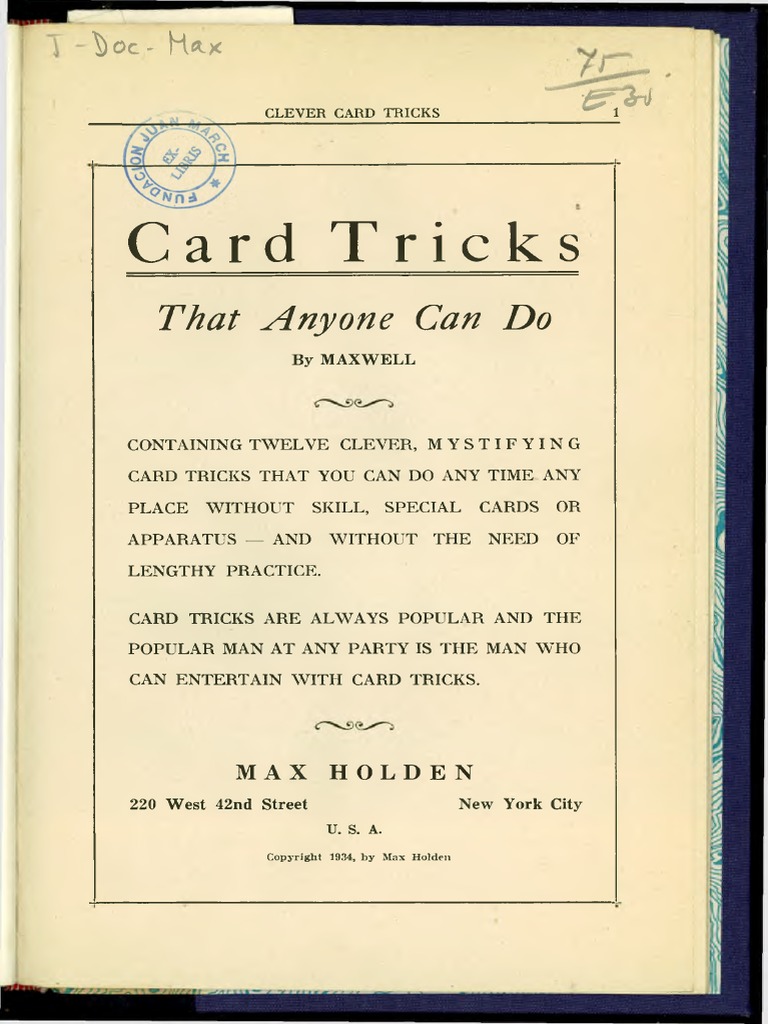 J - Doc - Max
75
E 30
CLEVER CARD TRICKS 1
FUNDACION JUAN MARCH
EX-
LIBRIS
Card Tricks
That Anyone Can Do
By MAXWELL
CONTAINING TWELVE CLEVER, MYSTIFYING
CARD TRICKS THAT YOU CAN DO ANY TIME ANY
PLACE WITHOUT SKILL, SPECIAL CARDS OR
APPARATUS — AND WITHOUT THE NEED OF
LENGTHY PRACTICE.
CARD TRICKS ARE ALWAYS POPULAR AND THE
POPULAR MAN AT ANY PARTY IS THE MAN WHO
CAN ENTERTAIN WITH CARD TRICKS.
MAX HOLDEN
220 West 42nd Street New York City
U. S. A.
Copyright 1934, by Max Holden